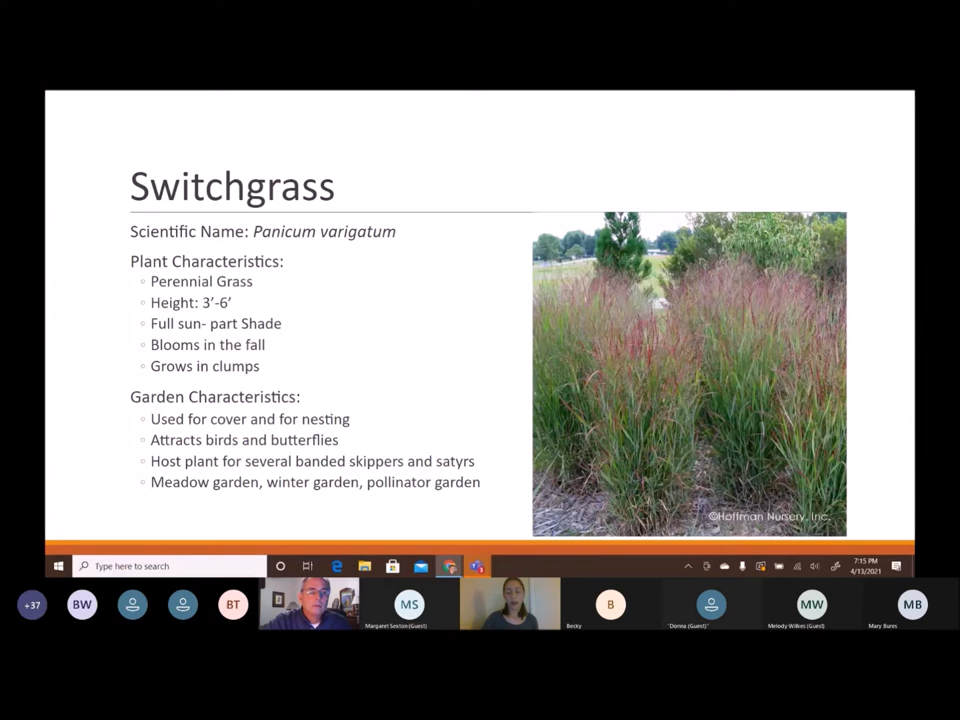 Switchgrass
Scientific Name: Panicum varigatum
Plant Characteristics:
Perennial Grass
Height: 3’-6’
Full sun- part Shade
Blooms in the fall
Grows in clumps
Garden Characteristics:
Used for cover and for nesting
Attracts birds and butterflies
Host plant for several banded skippers and satyrs
Meadow garden, winter garden, pollinator garden
©Hoffman Nursery, Inc.
Type here to search
7:15 PM
4/13/2021
+37
BW
BT
MS
Margaret Sexton (Guest)
B
Becky
"Donna (Guest)"
MW
Melody Wilkes (Guest)
MB
Mary Bures